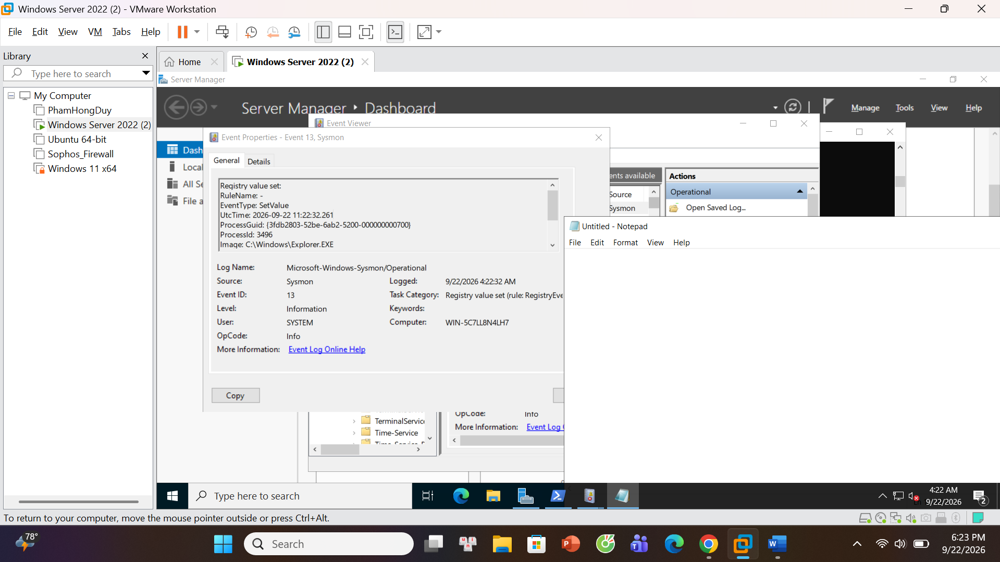 Windows Server 2022 (2) - VMware Workstation
File Edit View VM Tabs Help
Library
Type here to search
My Computer
PhamHongDuy
Windows Server 2022 (2)
Ubuntu 64-bit
Sophos_Firewall
Windows 11 x64
Home
Windows Server 2022 (2)
Server Manager
Server Manager Dashboard
Manage Tools View Help
Dash
Local
All Se
File a
Event Viewer
Event Properties - Event 13, Sysmon
General Details
Registry value set:
RuleName: -
EventType: SetValue
UtcTime: 2026-09-22 11:22:32.261
ProcessGuid: {3fdb2803-52be-6ab2-5200-000000000700}
ProcessId: 3496
Image: C:\Windows\Explorer.EXE
Log Name: Microsoft-Windows-Sysmon/Operational
Source: Sysmon Logged: 9/22/2026 4:22:32 AM
Event ID: 13 Task Category: Registry value set (rule: RegistryEve
Level: Information Keywords:
User: SYSTEM Computer: WIN-5C7LL8N4LH7
OpCode: Info
More Information: Event Log Online Help
Copy
ents available
Source
Sysmon
Actions
Operational
Open Saved Log...
Untitled - Notepad
File Edit Format View Help
TerminalService
Time-Service
OpCode: Info
More Information: Event Log
Type here to search
4:22 AM
9/22/2026
2
To return to your computer, move the mouse pointer outside or press Ctrl+Alt.
78°
Search
6:23 PM
9/22/2026